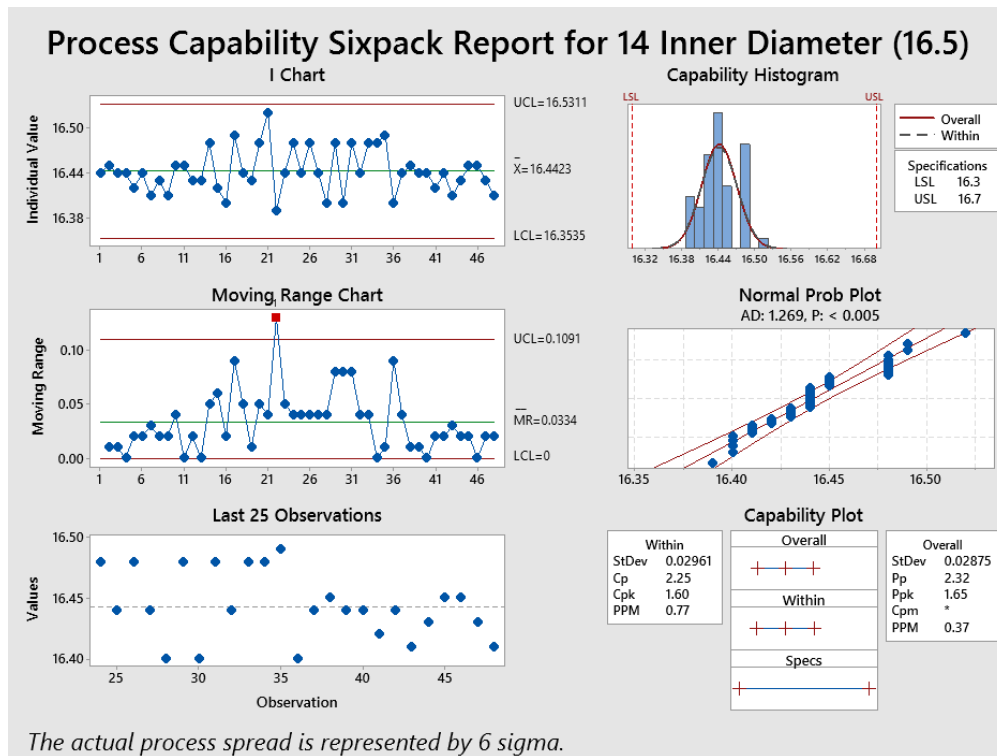 Process Capability Sixpack Report for 14 Inner Diameter (16.5)
I Chart
Individual Value
16.50
16.44
16.38
1 6 11 16 21 26 31 36 41 46
UCL=16.5311
X̄=16.4423
LCL=16.3535
Moving Range Chart
Moving Range
0.10
0.05
0.00
1
1 6 11 16 21 26 31 36 41 46
UCL=0.1091
M̅R̅=0.0334
LCL=0
Last 25 Observations
Values
16.50
16.45
16.40
25 30 35 40 45
Observation
Capability Histogram
LSL USL
16.32 16.38 16.44 16.50 16.56 16.62 16.68
Overall
Within
Specifications
LSL 16.3
USL 16.7
Normal Prob Plot
AD: 1.269, P: < 0.005
16.35 16.40 16.45 16.50
Capability Plot
Within
StDev 0.02961
Cp 2.25
Cpk 1.60
PPM 0.77
Overall
Within
Specs
Overall
StDev 0.02875
Pp 2.32
Ppk 1.65
Cpm *
PPM 0.37
The actual process spread is represented by 6 sigma.